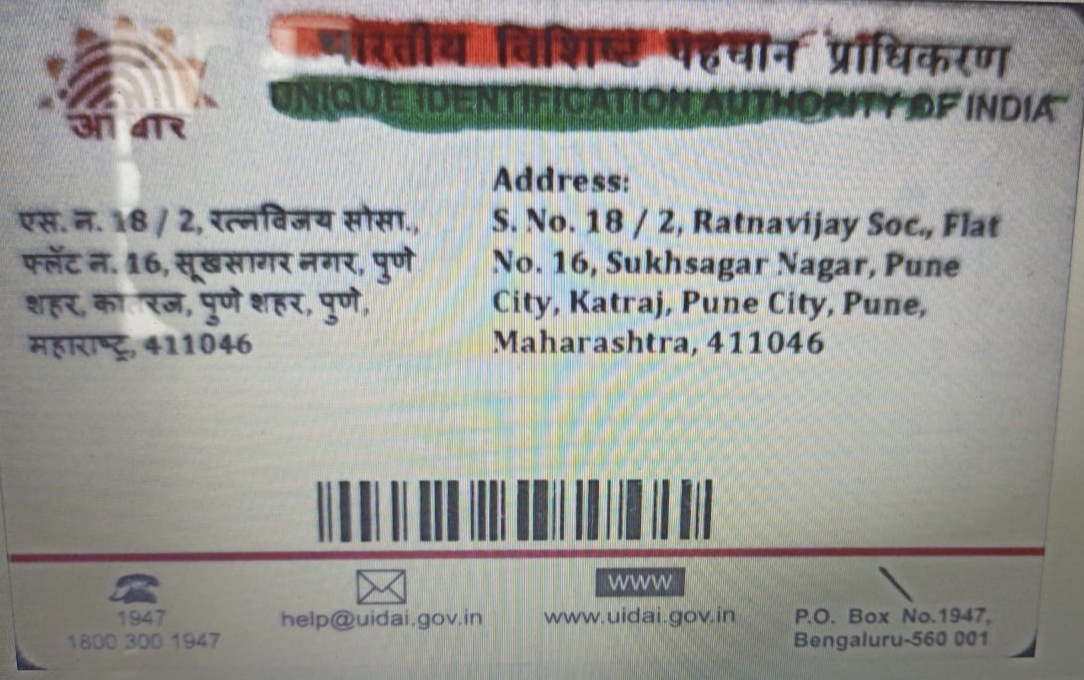 भारतीय विशिष्ट पहचान प्राधिकरण
UNIQUE IDENTIFICATION AUTHORITY OF INDIA
आधार
एस. न. 18 / 2, रत्नविजय सोसा.,
फ्लॅट न. 16, सूखसागर नगर, पुणे
शहर, कातरज, पुणे शहर, पुणे,
महाराष्ट्र, 411046
Address:
S. No. 18 / 2, Ratnavijay Soc., Flat
No. 16, Sukhsagar Nagar, Pune
City, Katraj, Pune City, Pune,
Maharashtra, 411046
1947
1800 300 1947
help@uidai.gov.in
www
www.uidai.gov.in
P.O. Box No.1947,
Bengaluru-560 001